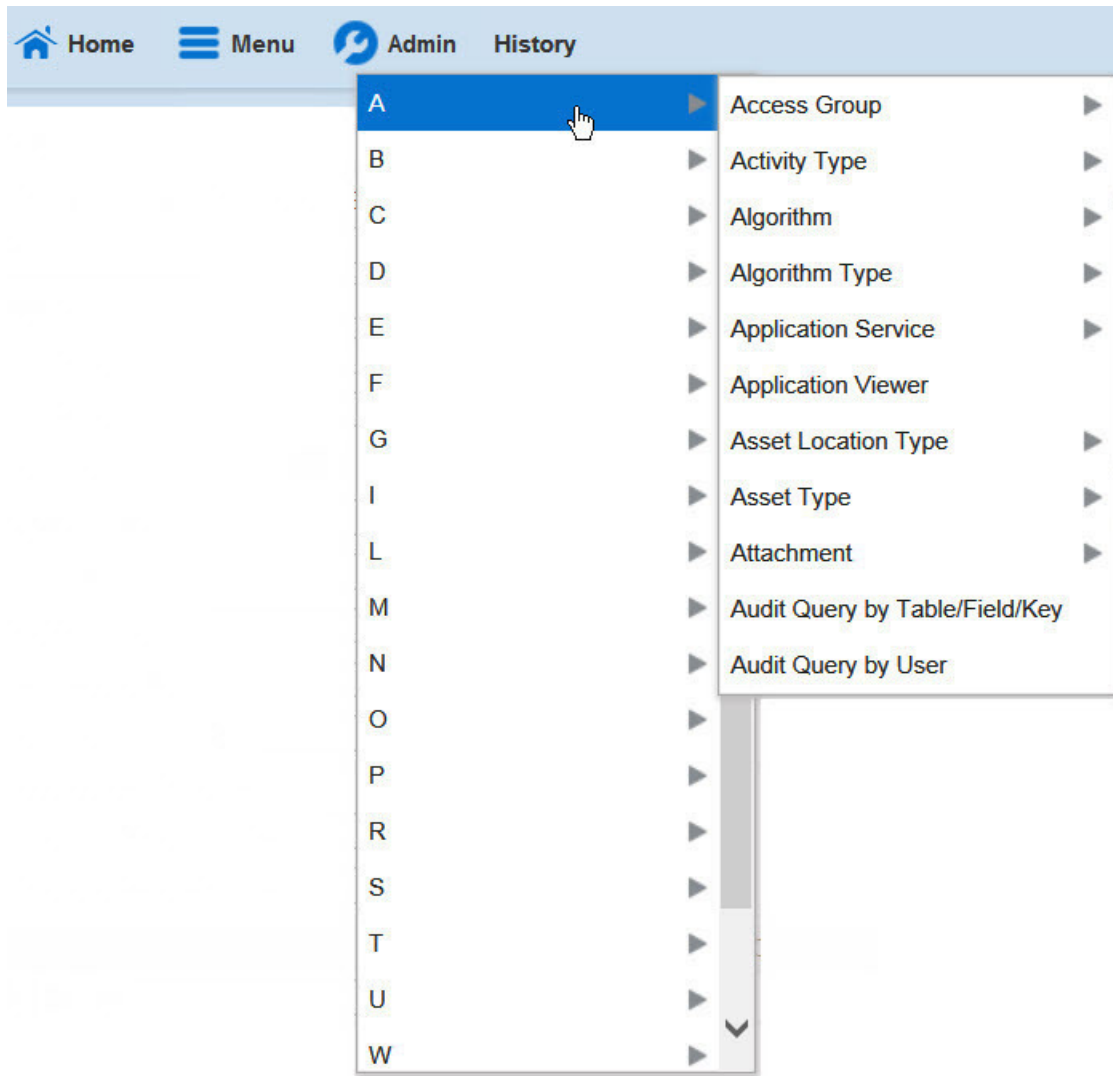 Home Menu Admin History
A
B
C
D
E
F
G
I
L
M
N
O
P
R
S
T
U
W
Access Group
Activity Type
Algorithm
Algorithm Type
Application Service
Application Viewer
Asset Location Type
Asset Type
Attachment
Audit Query by Table/Field/Key
Audit Query by User